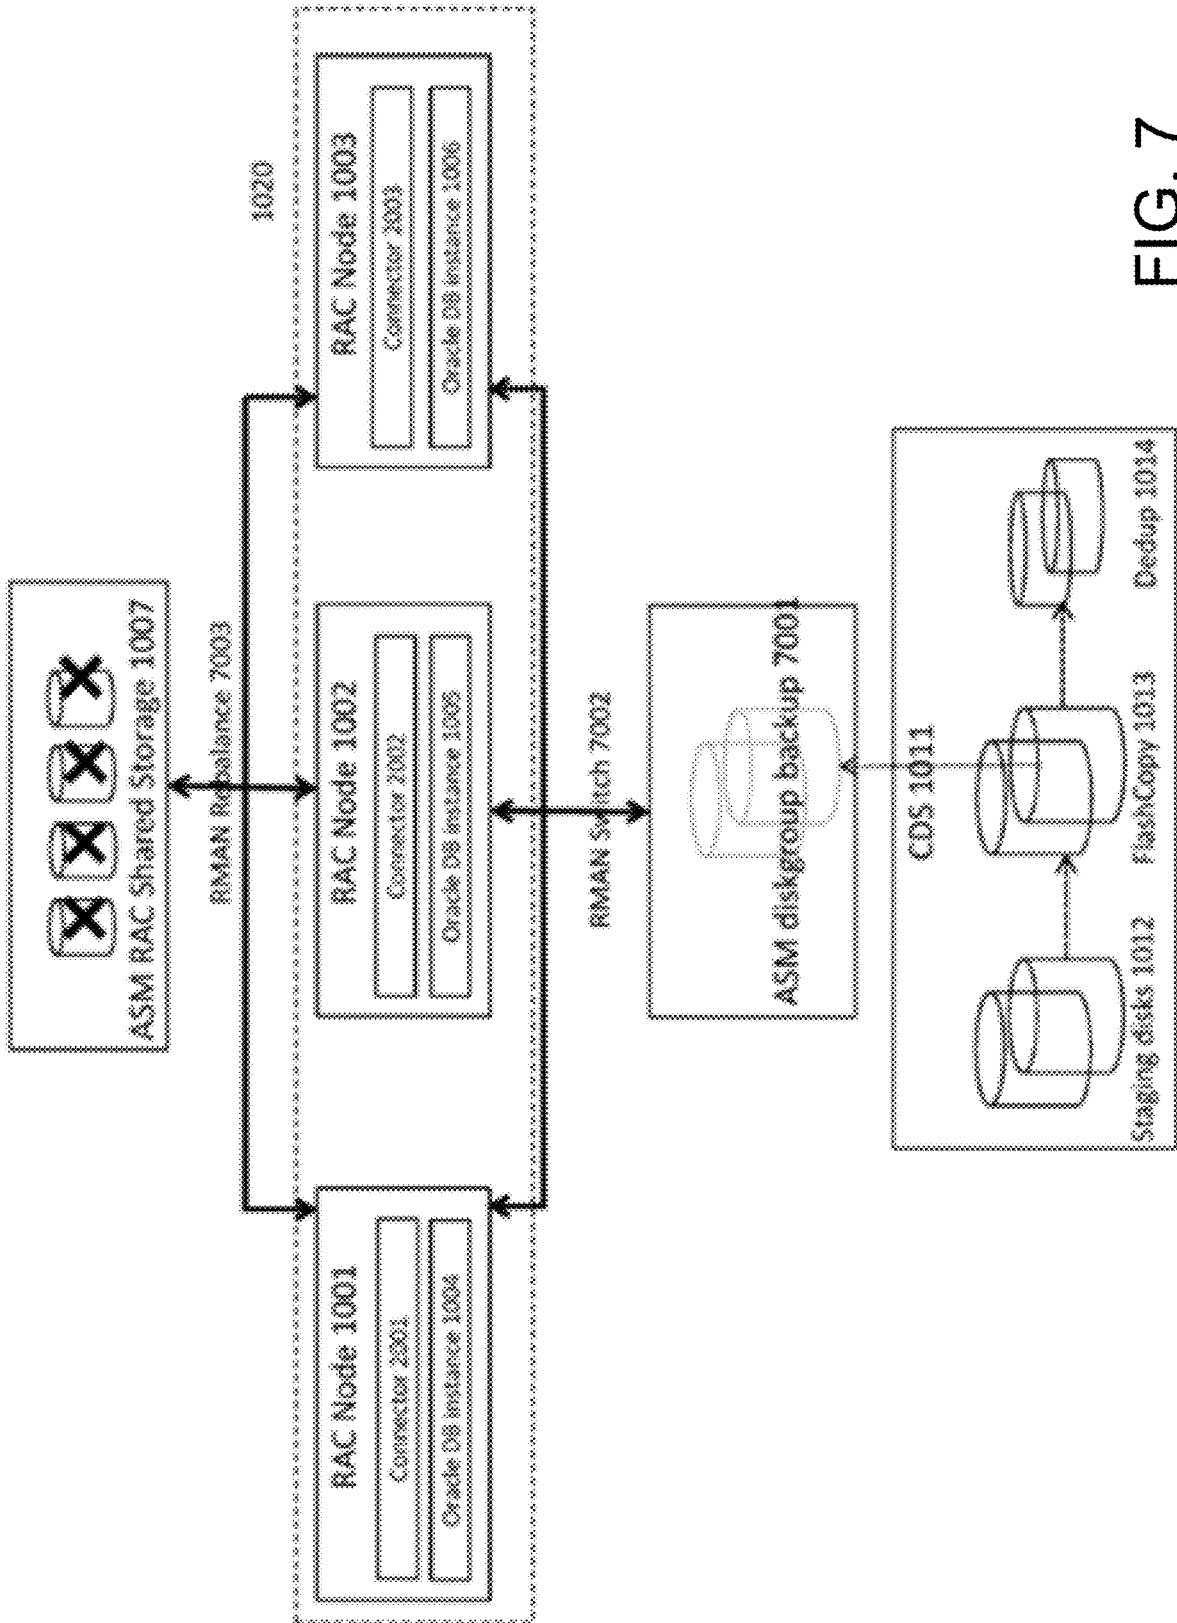 ASM RAC Shared Storage 1007
RMAN Rebalance 7003
1020
RAC Node 1001
Connector 2001
Oracle DB instance 1004
RAC Node 1002
Connector 2002
Oracle DB instance 1005
RAC Node 1003
Connector 2003
Oracle DB instance 1006
RMAN Switch 7002
ASM diskgroup backup 7001
CDS 1011
Staging disks 1012
FlashCopy 1013
Dedup 1014
FIG. 7